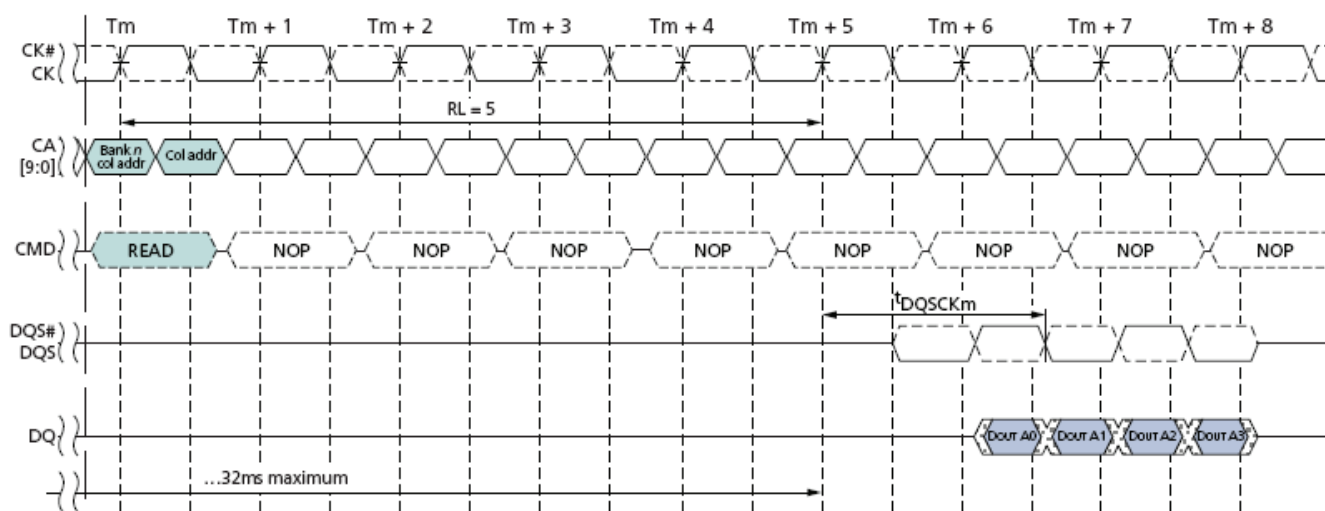 Tm Tm + 1 Tm + 2 Tm + 3 Tm + 4 Tm + 5 Tm + 6 Tm + 7 Tm + 8
CK#
CK
RL = 5
CA
[9:0]
Bank n
col addr
Col addr
CMD READ NOP NOP NOP NOP NOP NOP NOP NOP
tDQSCKm
DQS#
DQS
DQ DOUT A0 DOUT A1 DOUT A2 DOUT A3
...32ms maximum